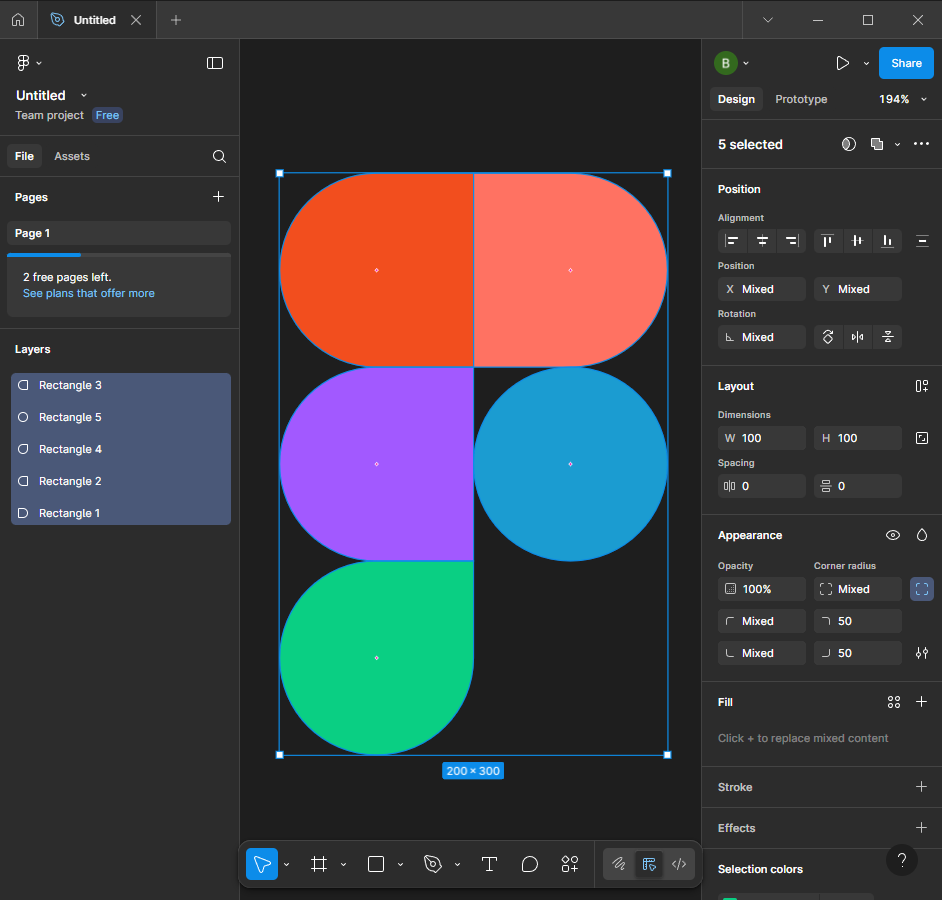 Untitled
Untitled
Team project Free
File Assets
Pages
Page 1
2 free pages left.
See plans that offer more
Layers
Rectangle 3
Rectangle 5
Rectangle 4
Rectangle 2
Rectangle 1
200 × 300
B
Share
Design Prototype 194%
5 selected
Position
Alignment
Position
X Mixed Y Mixed
Rotation
Mixed
Layout
Dimensions
W 100 H 100
Spacing
0 0
Appearance
Opacity Corner radius
100% Mixed
Mixed 50
Mixed 50
Fill
Click + to replace mixed content
Stroke
Effects
?
Selection colors